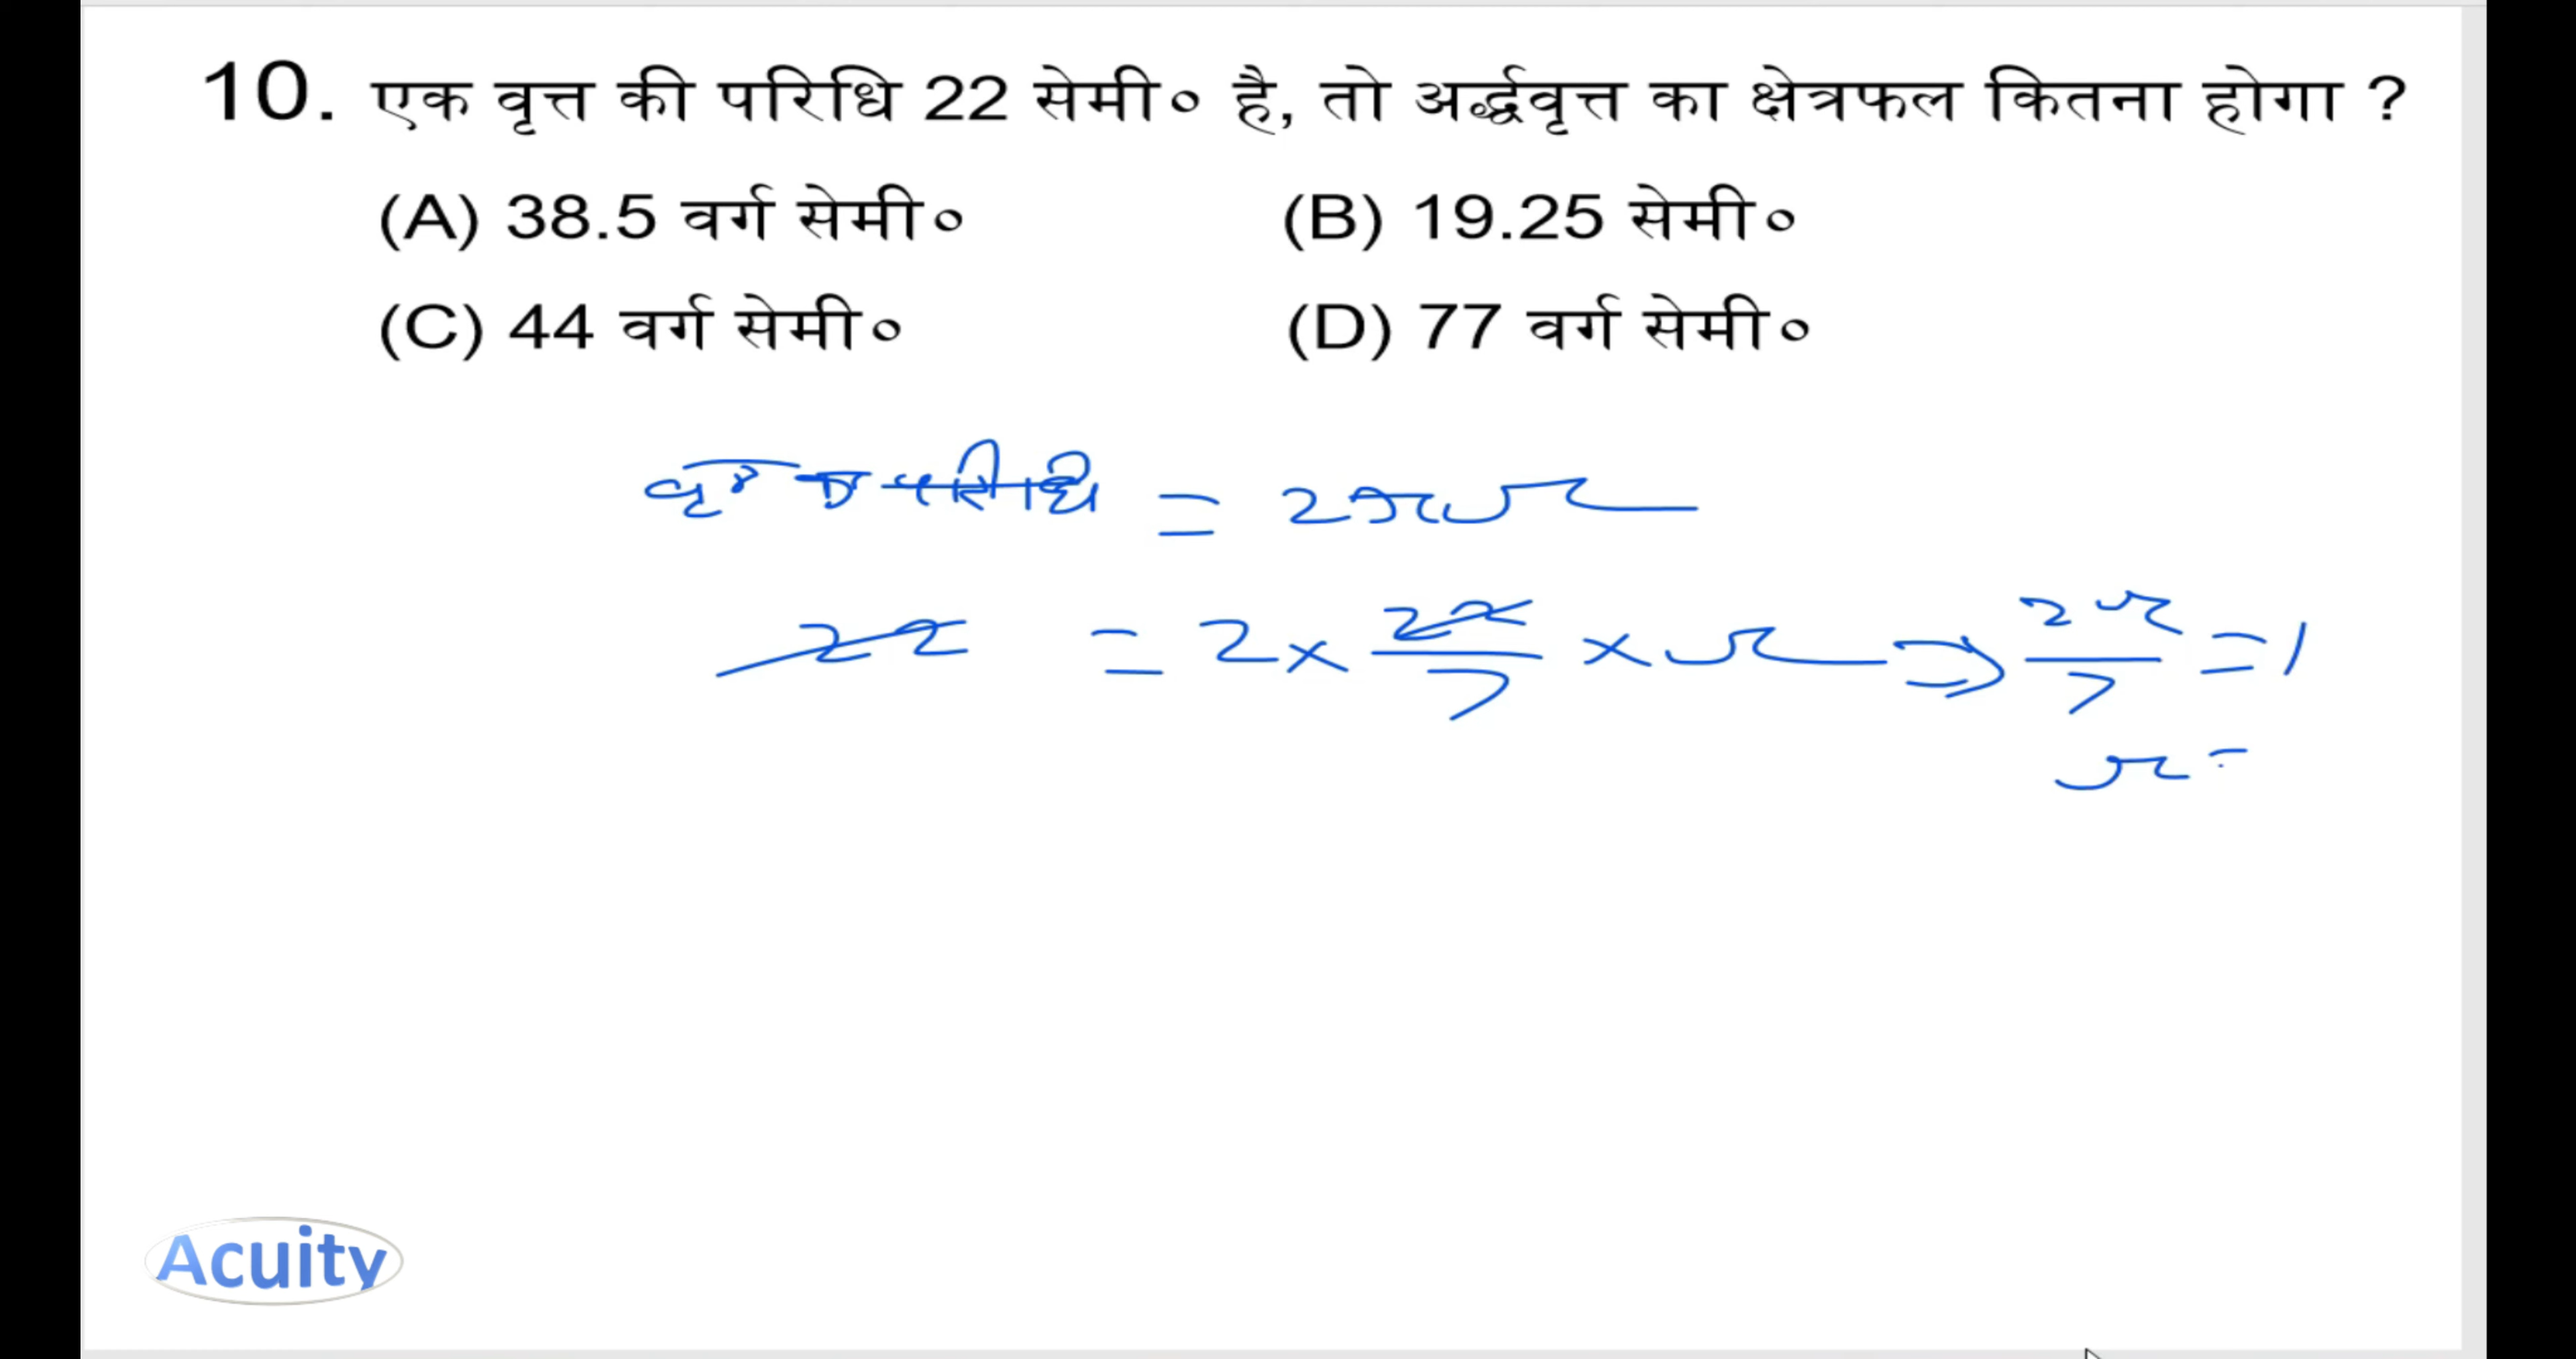 10. एक वृत्त की परिधि 22 सेमी० है, तो अर्द्धवृत्त का क्षेत्रफल कितना होगा ?
(A) 38.5 वर्ग सेमी० (B) 19.25 सेमी०
(C) 44 वर्ग सेमी० (D) 77 वर्ग सेमी०
= 2πr
22 = 2 × 22/7 × r ⇒ 2r/7 = 1
r =
Acuity